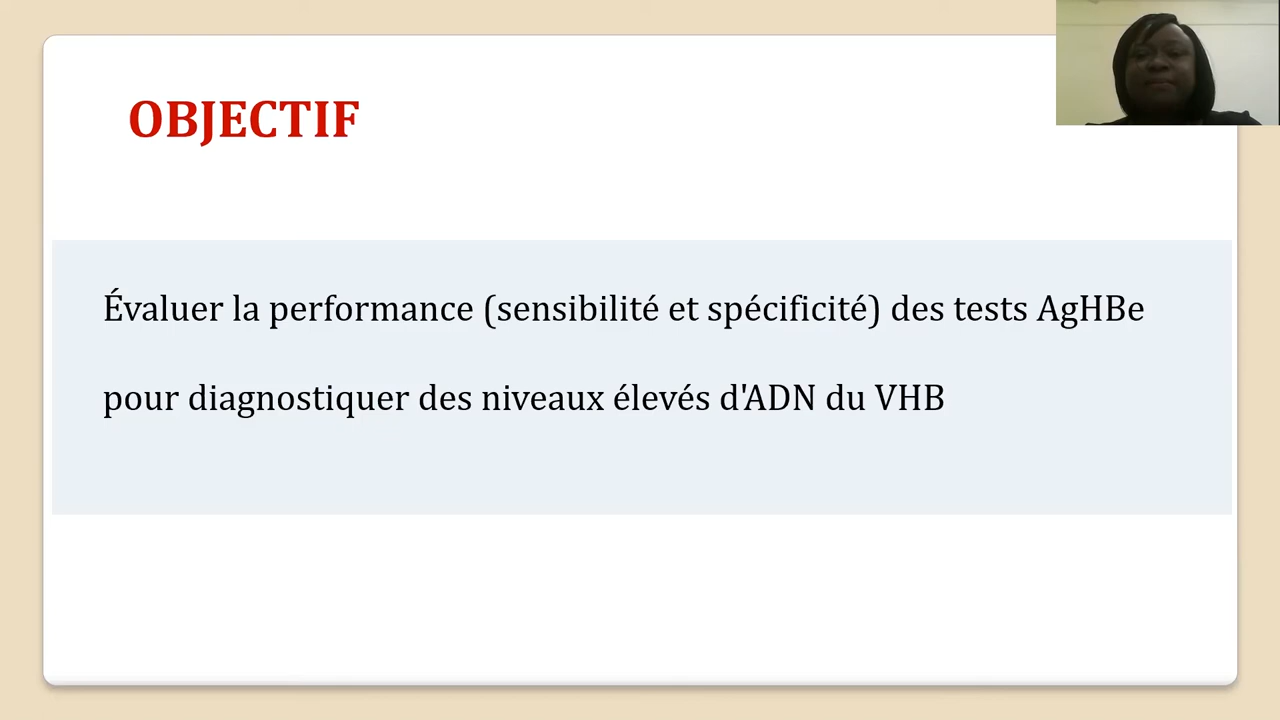 OBJECTIF
Évaluer la performance (sensibilité et spécificité) des tests AgHBe
pour diagnostiquer des niveaux élevés d'ADN du VHB